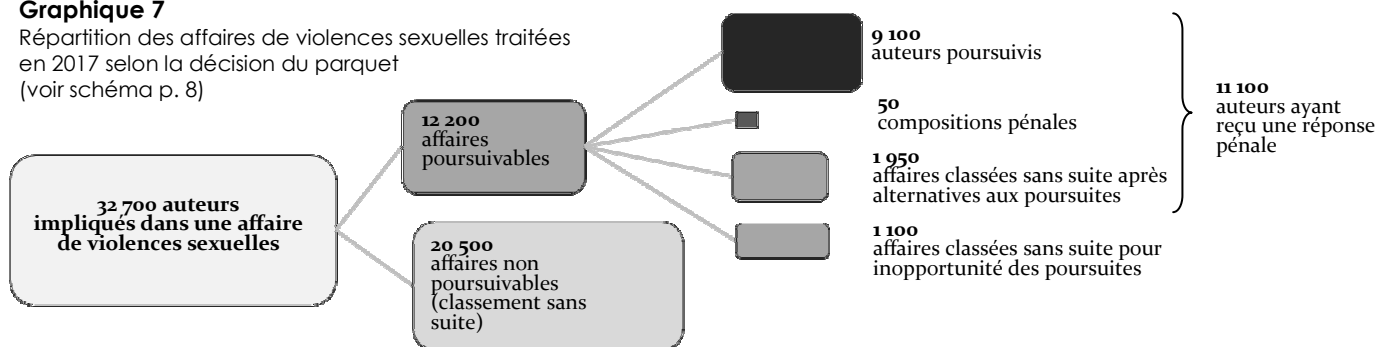 Graphique 7
Répartition des affaires de violences sexuelles traitées
en 2017 selon la décision du parquet
(voir schéma p. 8)
32 700 auteurs
impliqués dans une affaire
de violences sexuelles
12 200
affaires
poursuivables
20 500
affaires non
poursuivables
(classement sans
suite)
9 100
auteurs poursuivis
50
compositions pénales
1 950
affaires classées sans suite après
alternatives aux poursuites
1 100
affaires classées sans suite pour
inopportunité des poursuites
11 100
auteurs ayant
reçu une réponse
pénale